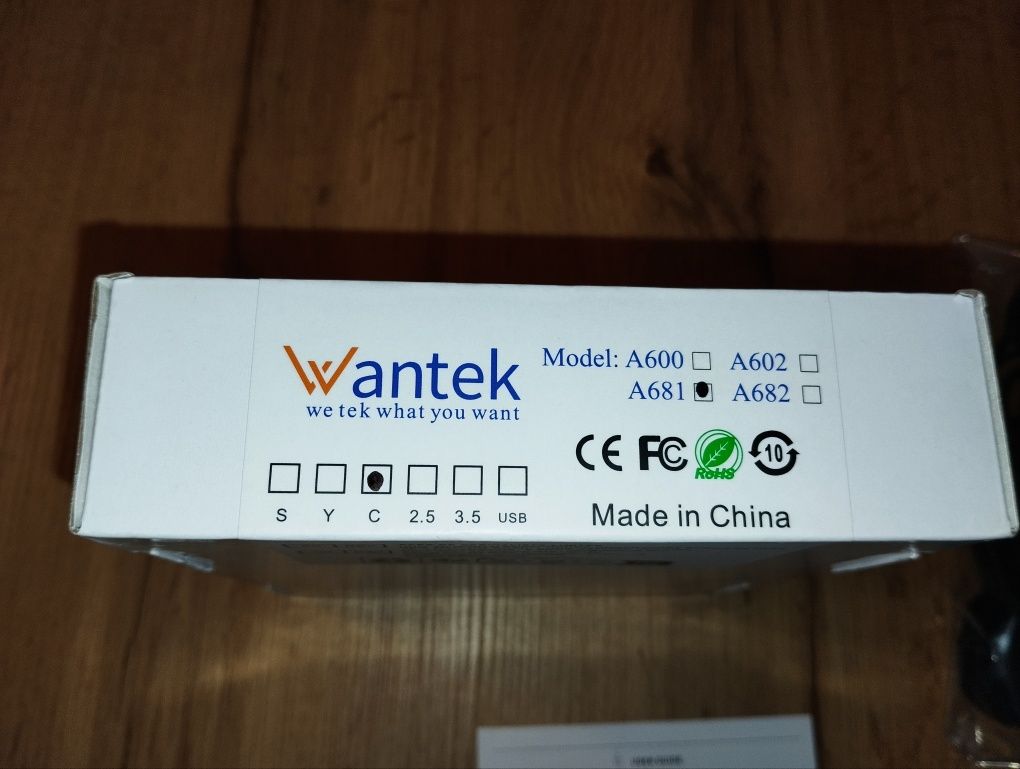 Wantek
we tek what you want
Model: A600 A602
A681 A682
S Y C 2.5 3.5 USB
CE FC RoHS 10
Made in China